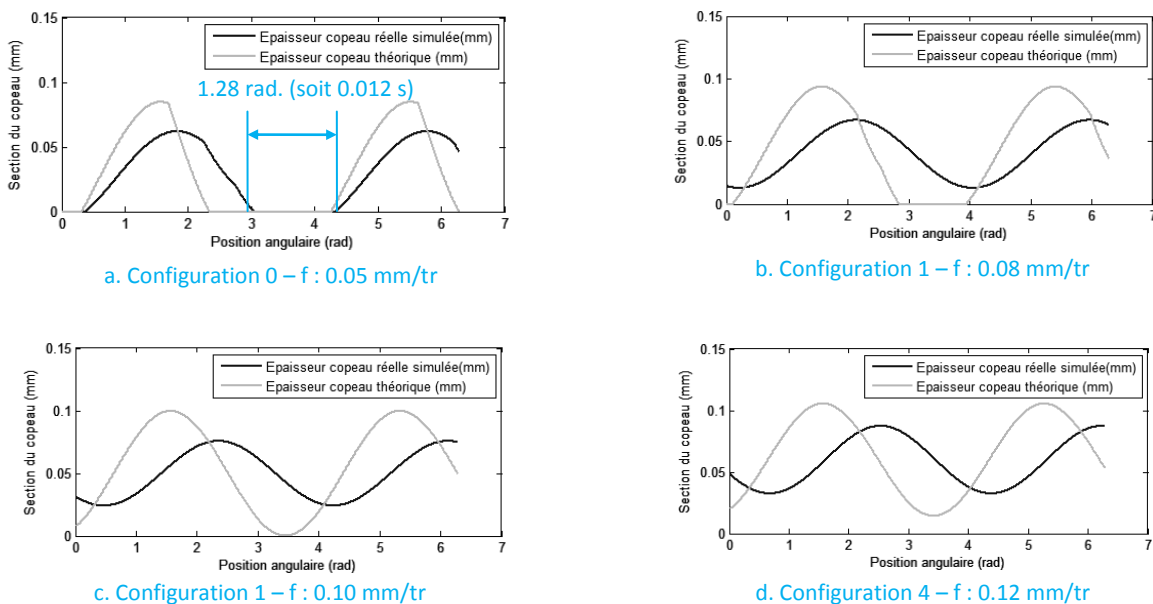 0.15
0.1
0.05
0
Section du copeau (mm)
Epaisseur copeau réelle simulée(mm)
Epaisseur copeau théorique (mm)
1.28 rad. (soit 0.012 s)
0 1 2 3 4 5 6 7
Position angulaire (rad)
a. Configuration 0 – f : 0.05 mm/tr
0.15
0.1
0.05
0
Section du copeau (mm)
Epaisseur copeau réelle simulée(mm)
Epaisseur copeau théorique (mm)
0 1 2 3 4 5 6 7
Position angulaire (rad)
b. Configuration 1 – f : 0.08 mm/tr
0.15
0.1
0.05
0
Section du copeau (mm)
Epaisseur copeau réelle simulée(mm)
Epaisseur copeau théorique (mm)
0 1 2 3 4 5 6 7
Position angulaire (rad)
c. Configuration 1 – f : 0.10 mm/tr
0.15
0.1
0.05
0
Section du copeau (mm)
Epaisseur copeau réelle simulée(mm)
Epaisseur copeau théorique (mm)
0 1 2 3 4 5 6 7
Position angulaire (rad)
d. Configuration 4 – f : 0.12 mm/tr